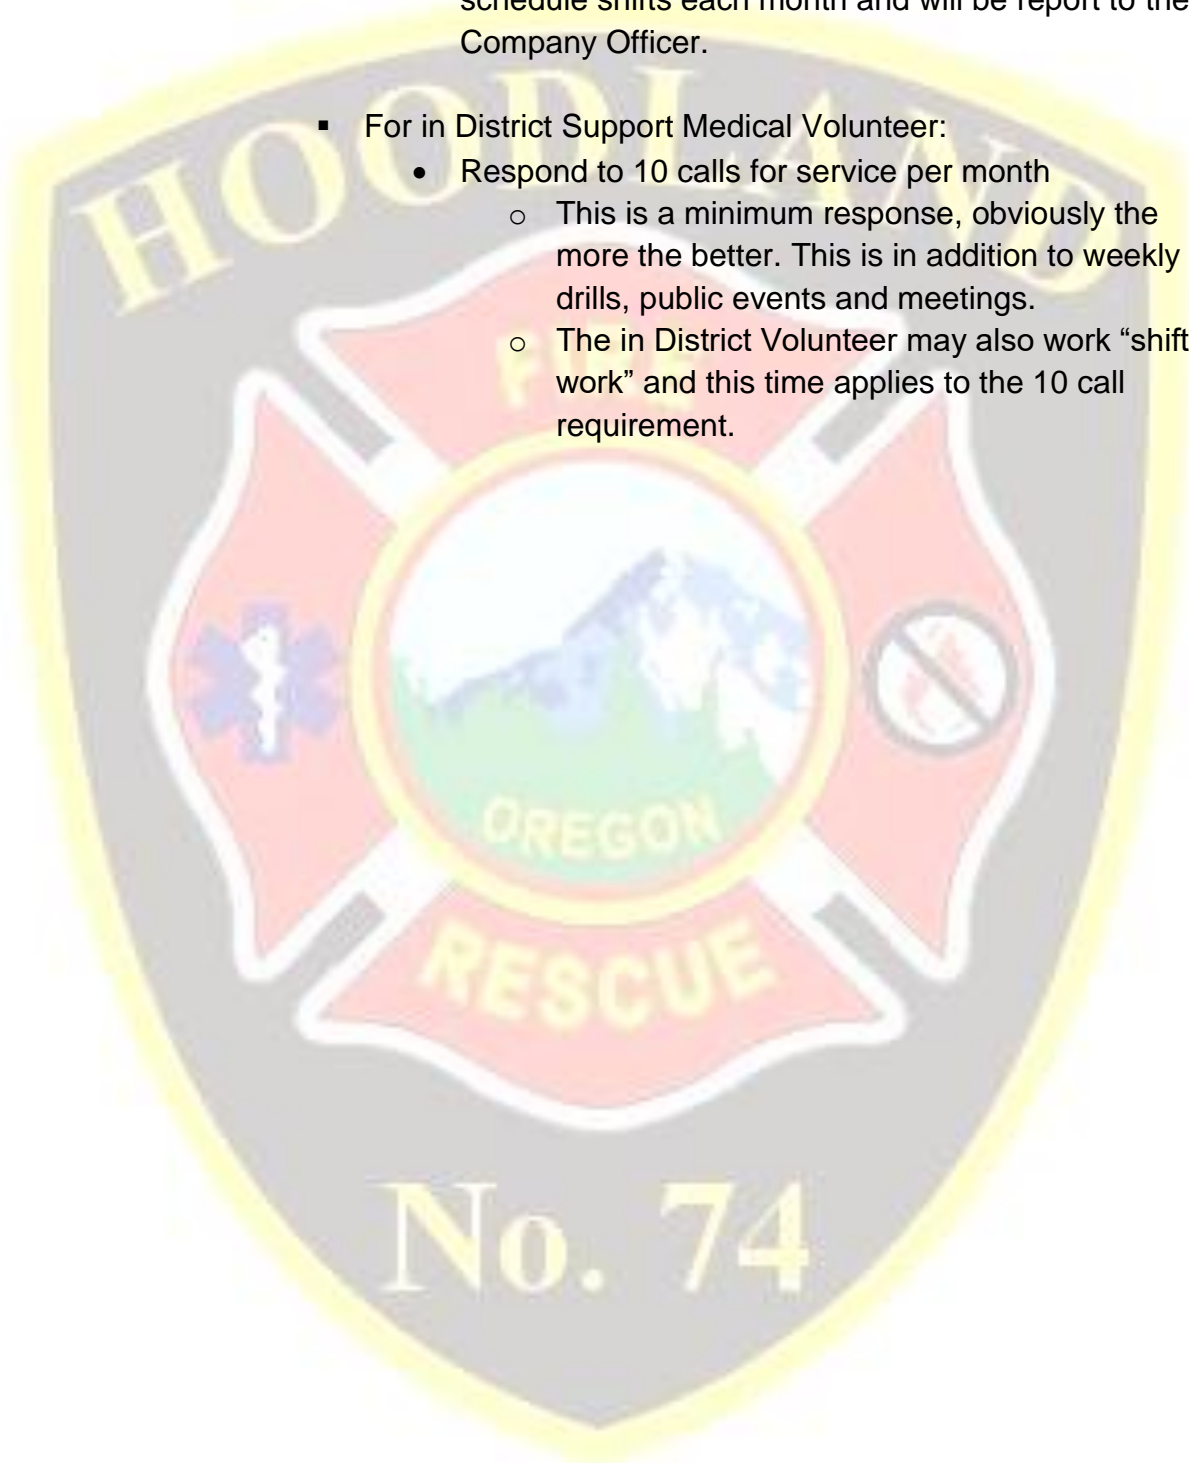 schedule shifts each month and will be report to the
Company Officer.
▪ For in District Support Medical Volunteer:
• Respond to 10 calls for service per month
o This is a minimum response, obviously the
more the better. This is in addition to weekly
drills, public events and meetings.
o The in District Volunteer may also work “shift
work” and this time applies to the 10 call
requirement.
HOODLAND
FIRE
OREGON
RESCUE
No. 74